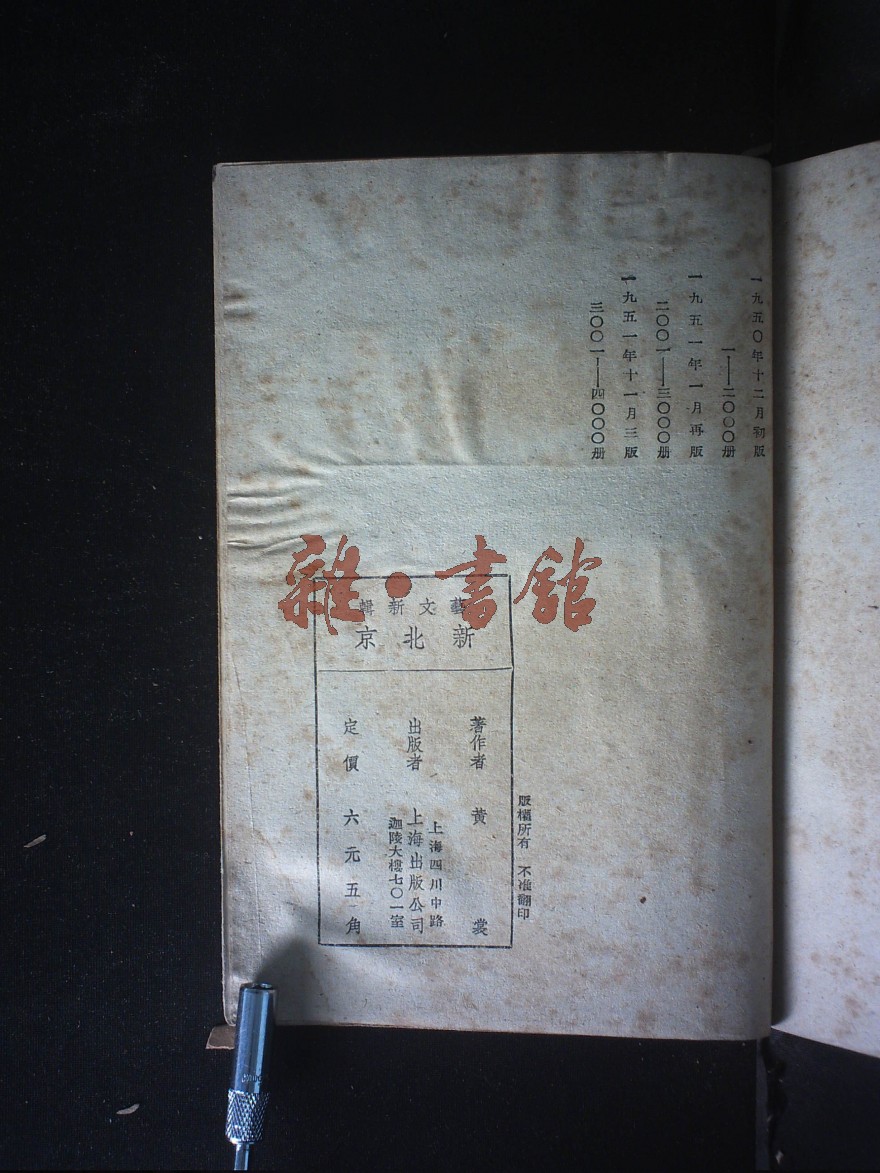 一九五〇年十二月初版
一——二〇〇〇册
一九五一年一月再版
二〇〇一——三〇〇〇册
一九五一年十一月三版
三〇〇一——四〇〇〇册
雜·書館
藝文新輯
新北京
著作者 黃裳
出版者 上海出版公司
上海四川中路
迦陵大樓七〇一室
定價 六元五角
版權所有 不准翻印